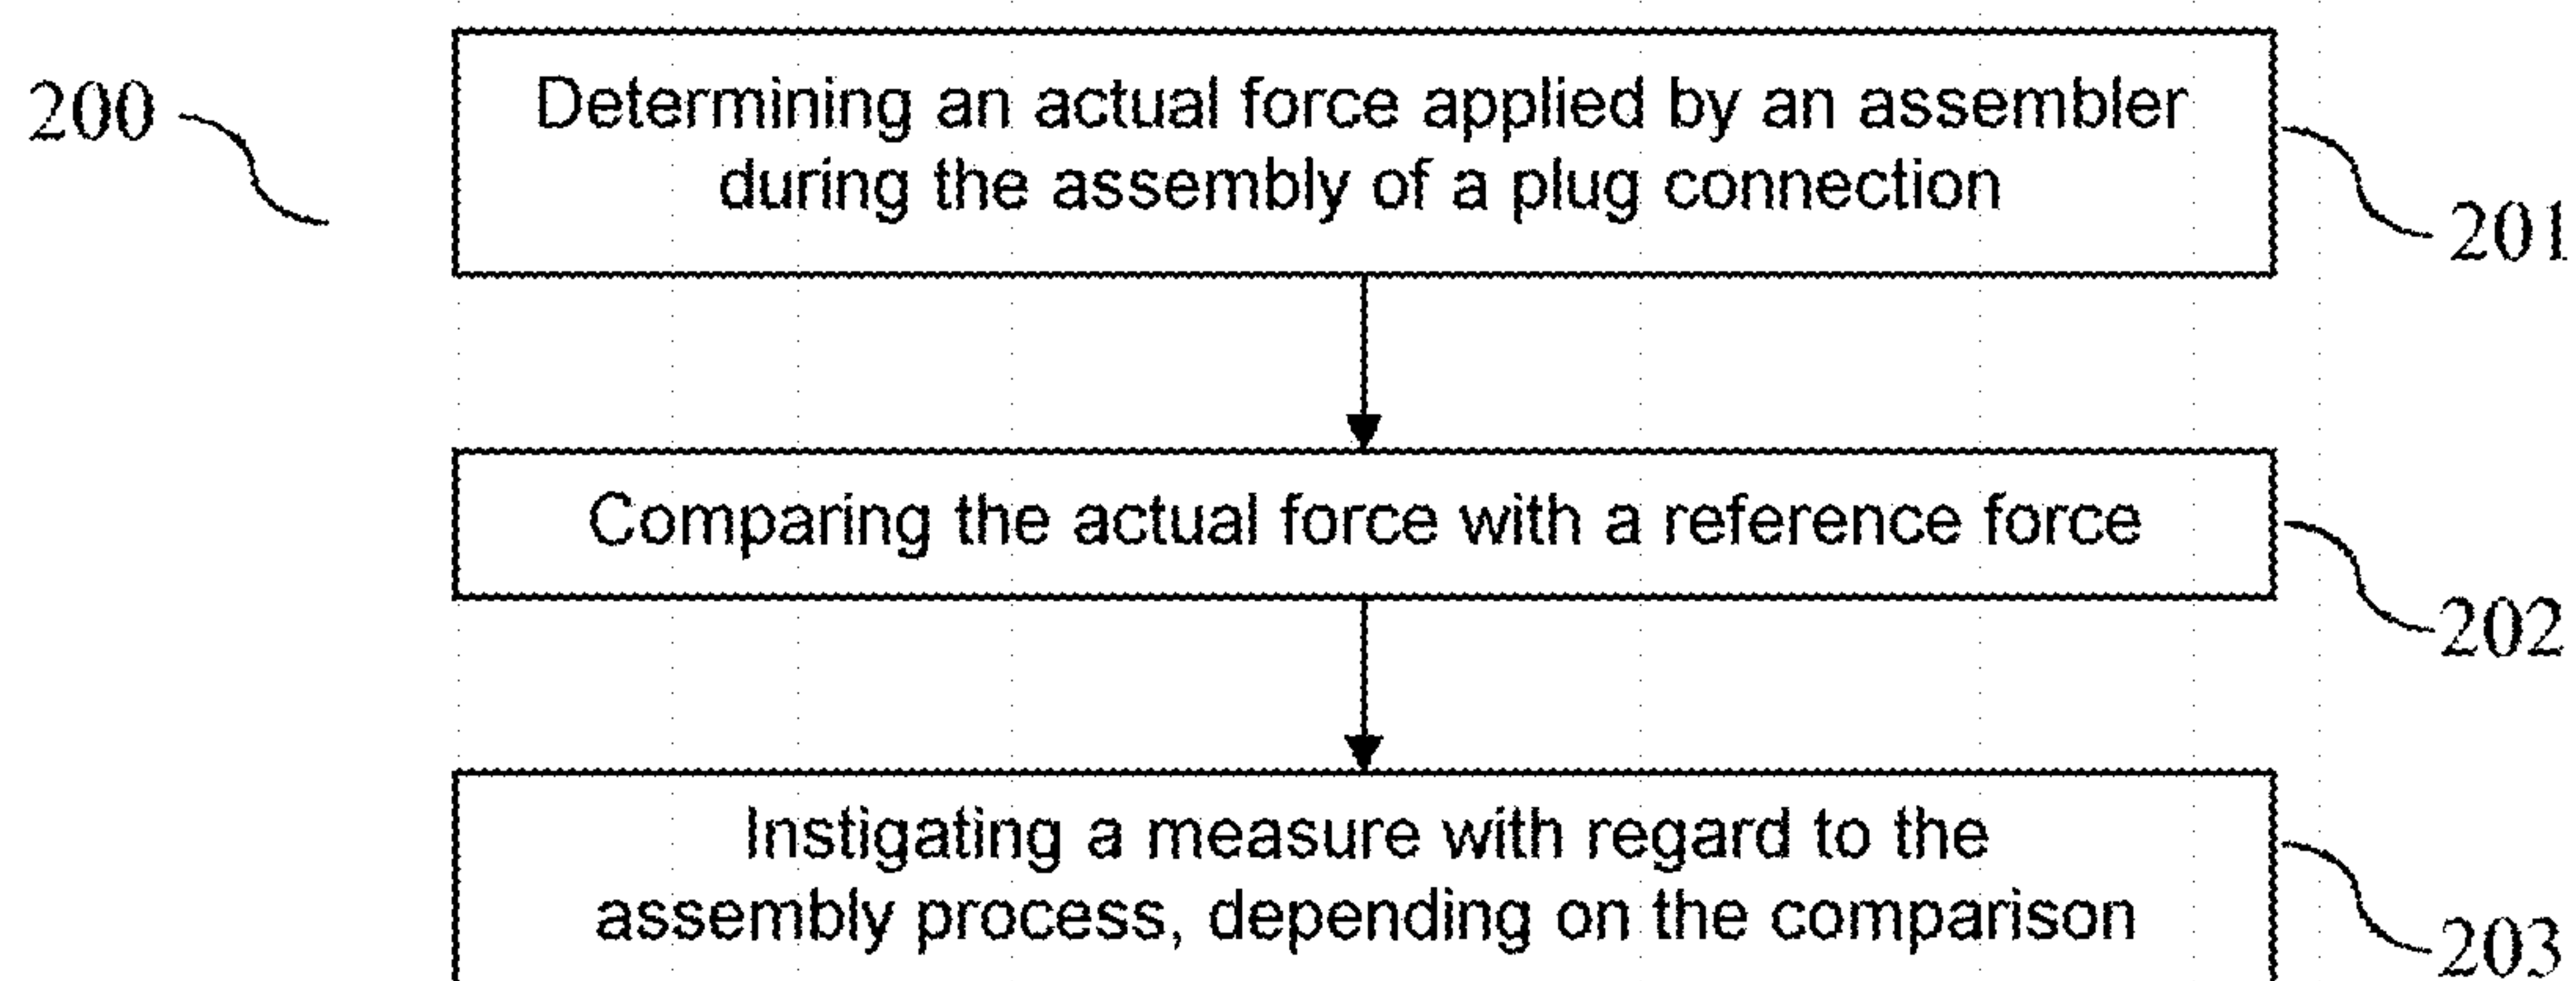 200
Determining an actual force applied by an assembler
during the assembly of a plug connection
201
Comparing the actual force with a reference force
202
Instigating a measure with regard to the
assembly process, depending on the comparison
203